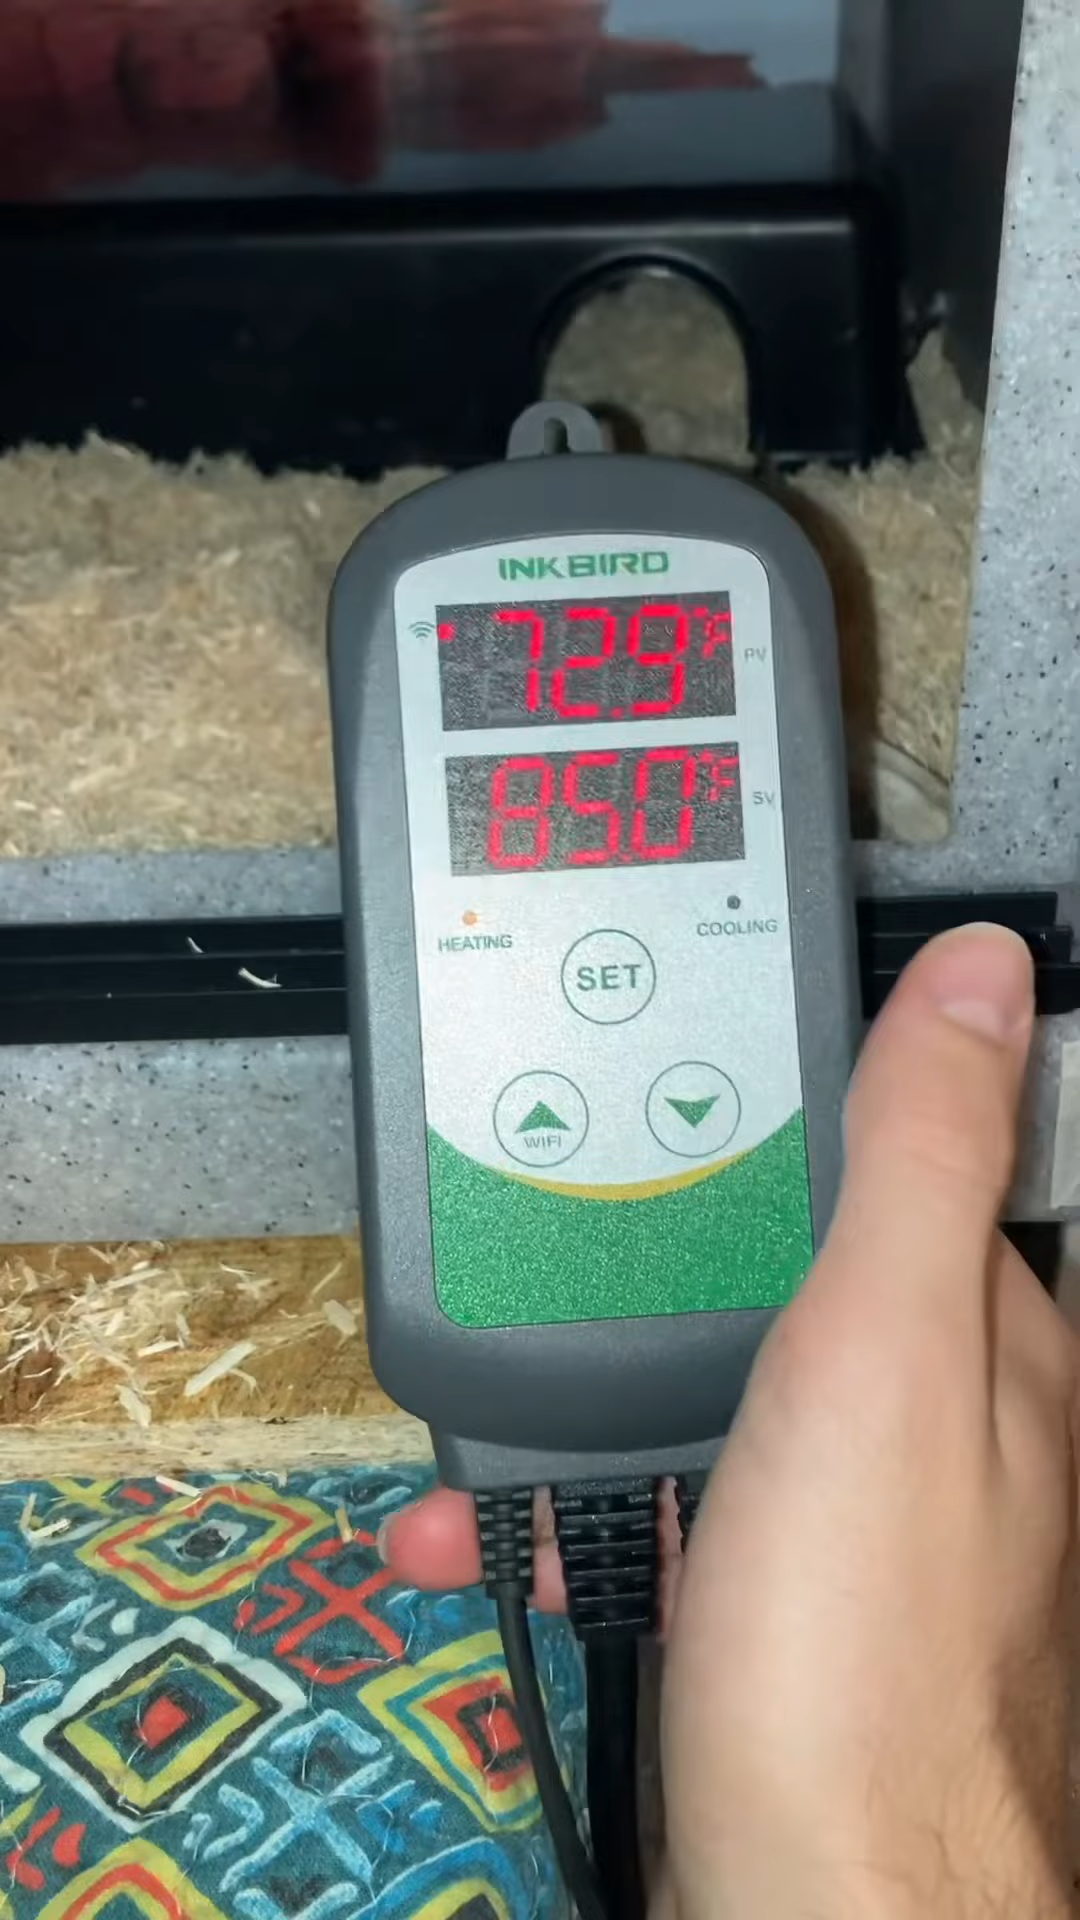 INKBIRD
72.9°F PV
85.0°F SV
HEATING
COOLING
SET
WIFI